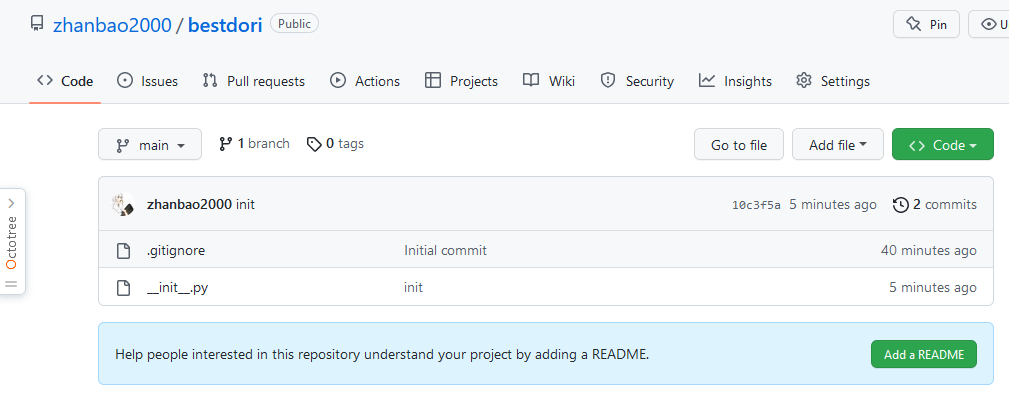 zhanbao2000 / bestdori Public Pin
Code Issues Pull requests Actions Projects Wiki Security Insights Settings
main 1 branch 0 tags Go to file Add file Code
zhanbao2000 init 10c3f5a 5 minutes ago 2 commits
Octotree
.gitignore Initial commit 40 minutes ago
__init__.py init 5 minutes ago
Help people interested in this repository understand your project by adding a README. Add a README